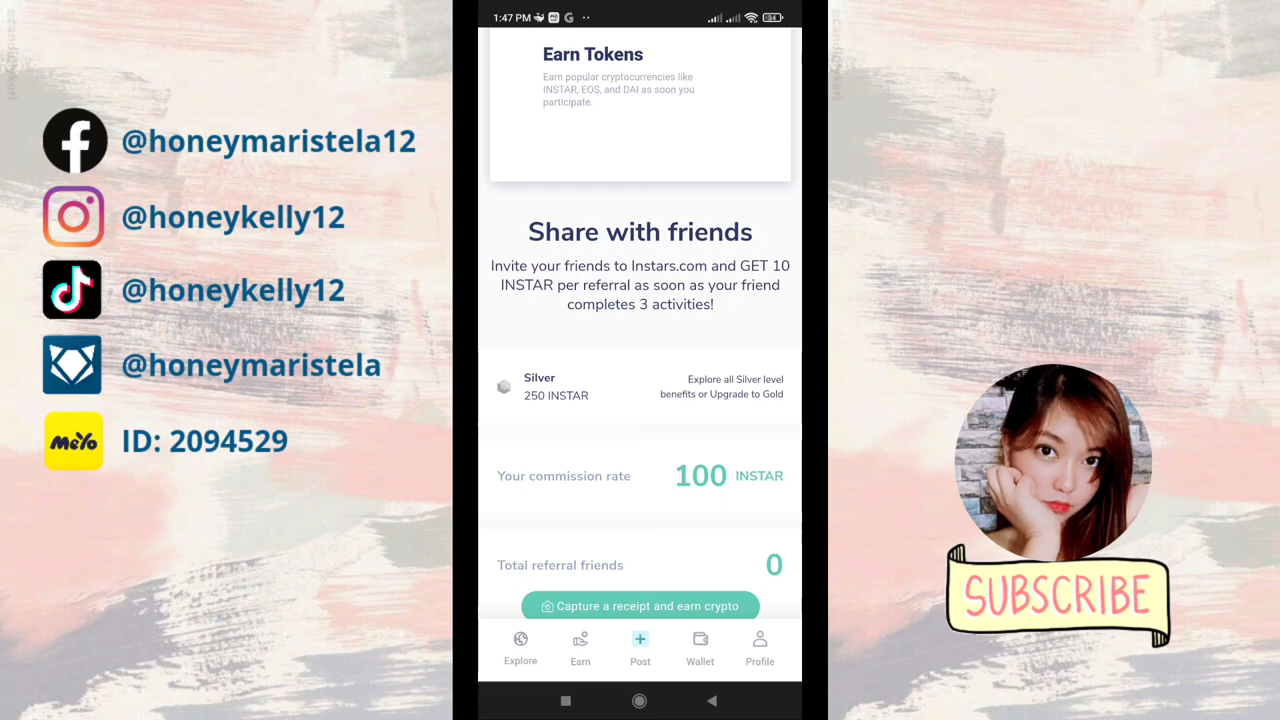 @honeymaristela12
@honeykelly12
@honeykelly12
@honeymaristela
MeYo
ID: 2094529
1:47 PM
84
Earn Tokens
Earn popular cryptocurrencies like
INSTAR, EOS, and DAI as soon you
participate.
Share with friends
Invite your friends to Instars.com and GET 10
INSTAR per referral as soon as your friend
completes 3 activities!
Silver
250 INSTAR
Explore all Silver level
benefits or Upgrade to Gold
Your commission rate
100 INSTAR
Total referral friends
0
Capture a receipt and earn crypto
Explore
Earn
Post
Wallet
Profile
SUBSCRIBE